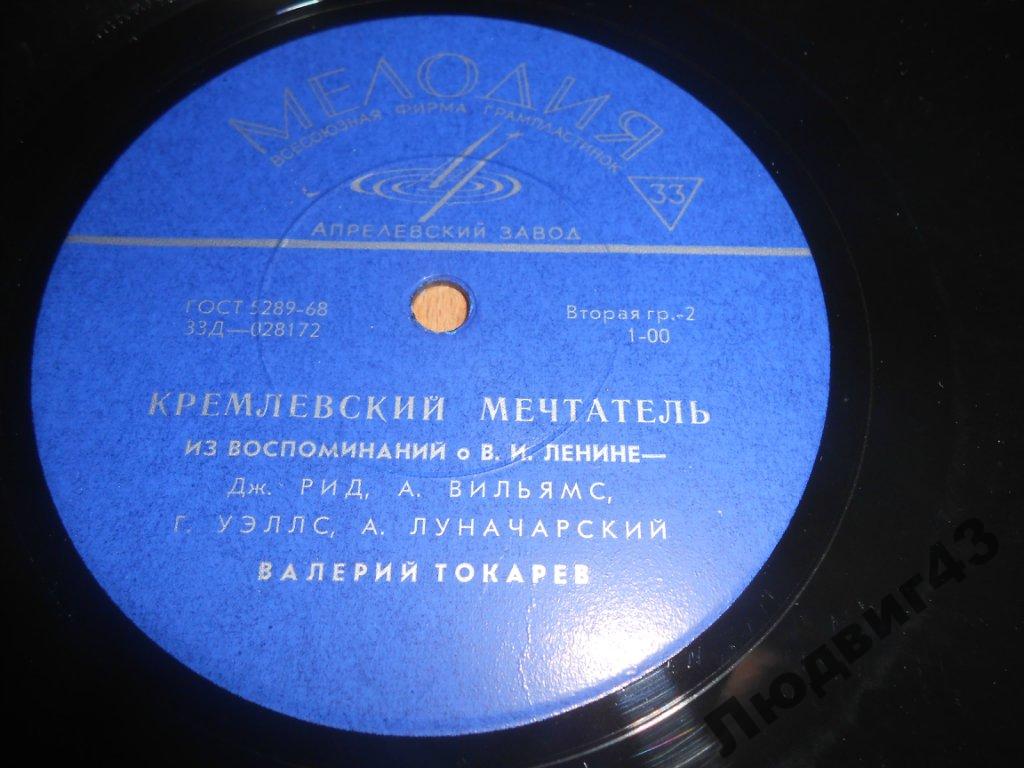 МЕЛОДИЯ
ВСЕСОЮЗНАЯ ФИРМА ГРАМПЛАСТИНОК
33
АПРЕЛЕВСКИЙ ЗАВОД
ГОСТ 5289-68
33Д—028172
Вторая гр.-2
1-00
КРЕМЛЕВСКИЙ МЕЧТАТЕЛЬ
ИЗ ВОСПОМИНАНИЙ о В. И. ЛЕНИНЕ—
Дж. РИД, А. ВИЛЬЯМС,
Г. УЭЛЛС, А. ЛУНАЧАРСКИЙ
ВАЛЕРИЙ ТОКАРЕВ
Людвиг43